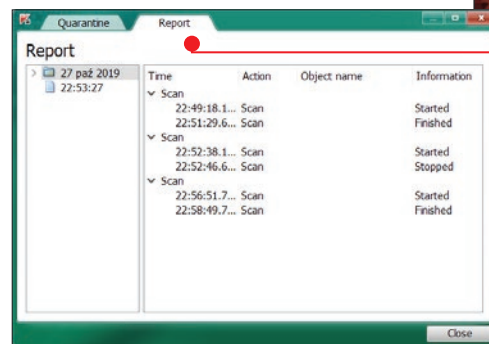 Quarantine Report
Report
27 paź 2019
22:53:27
Time Action Object name Information
Scan
22:49:18.1... Scan Started
22:51:29.6... Scan Finished
Scan
22:52:38.1... Scan Started
22:52:46.6... Scan Stopped
Scan
22:56:51.7... Scan Started
22:58:49.7... Scan Finished
Close